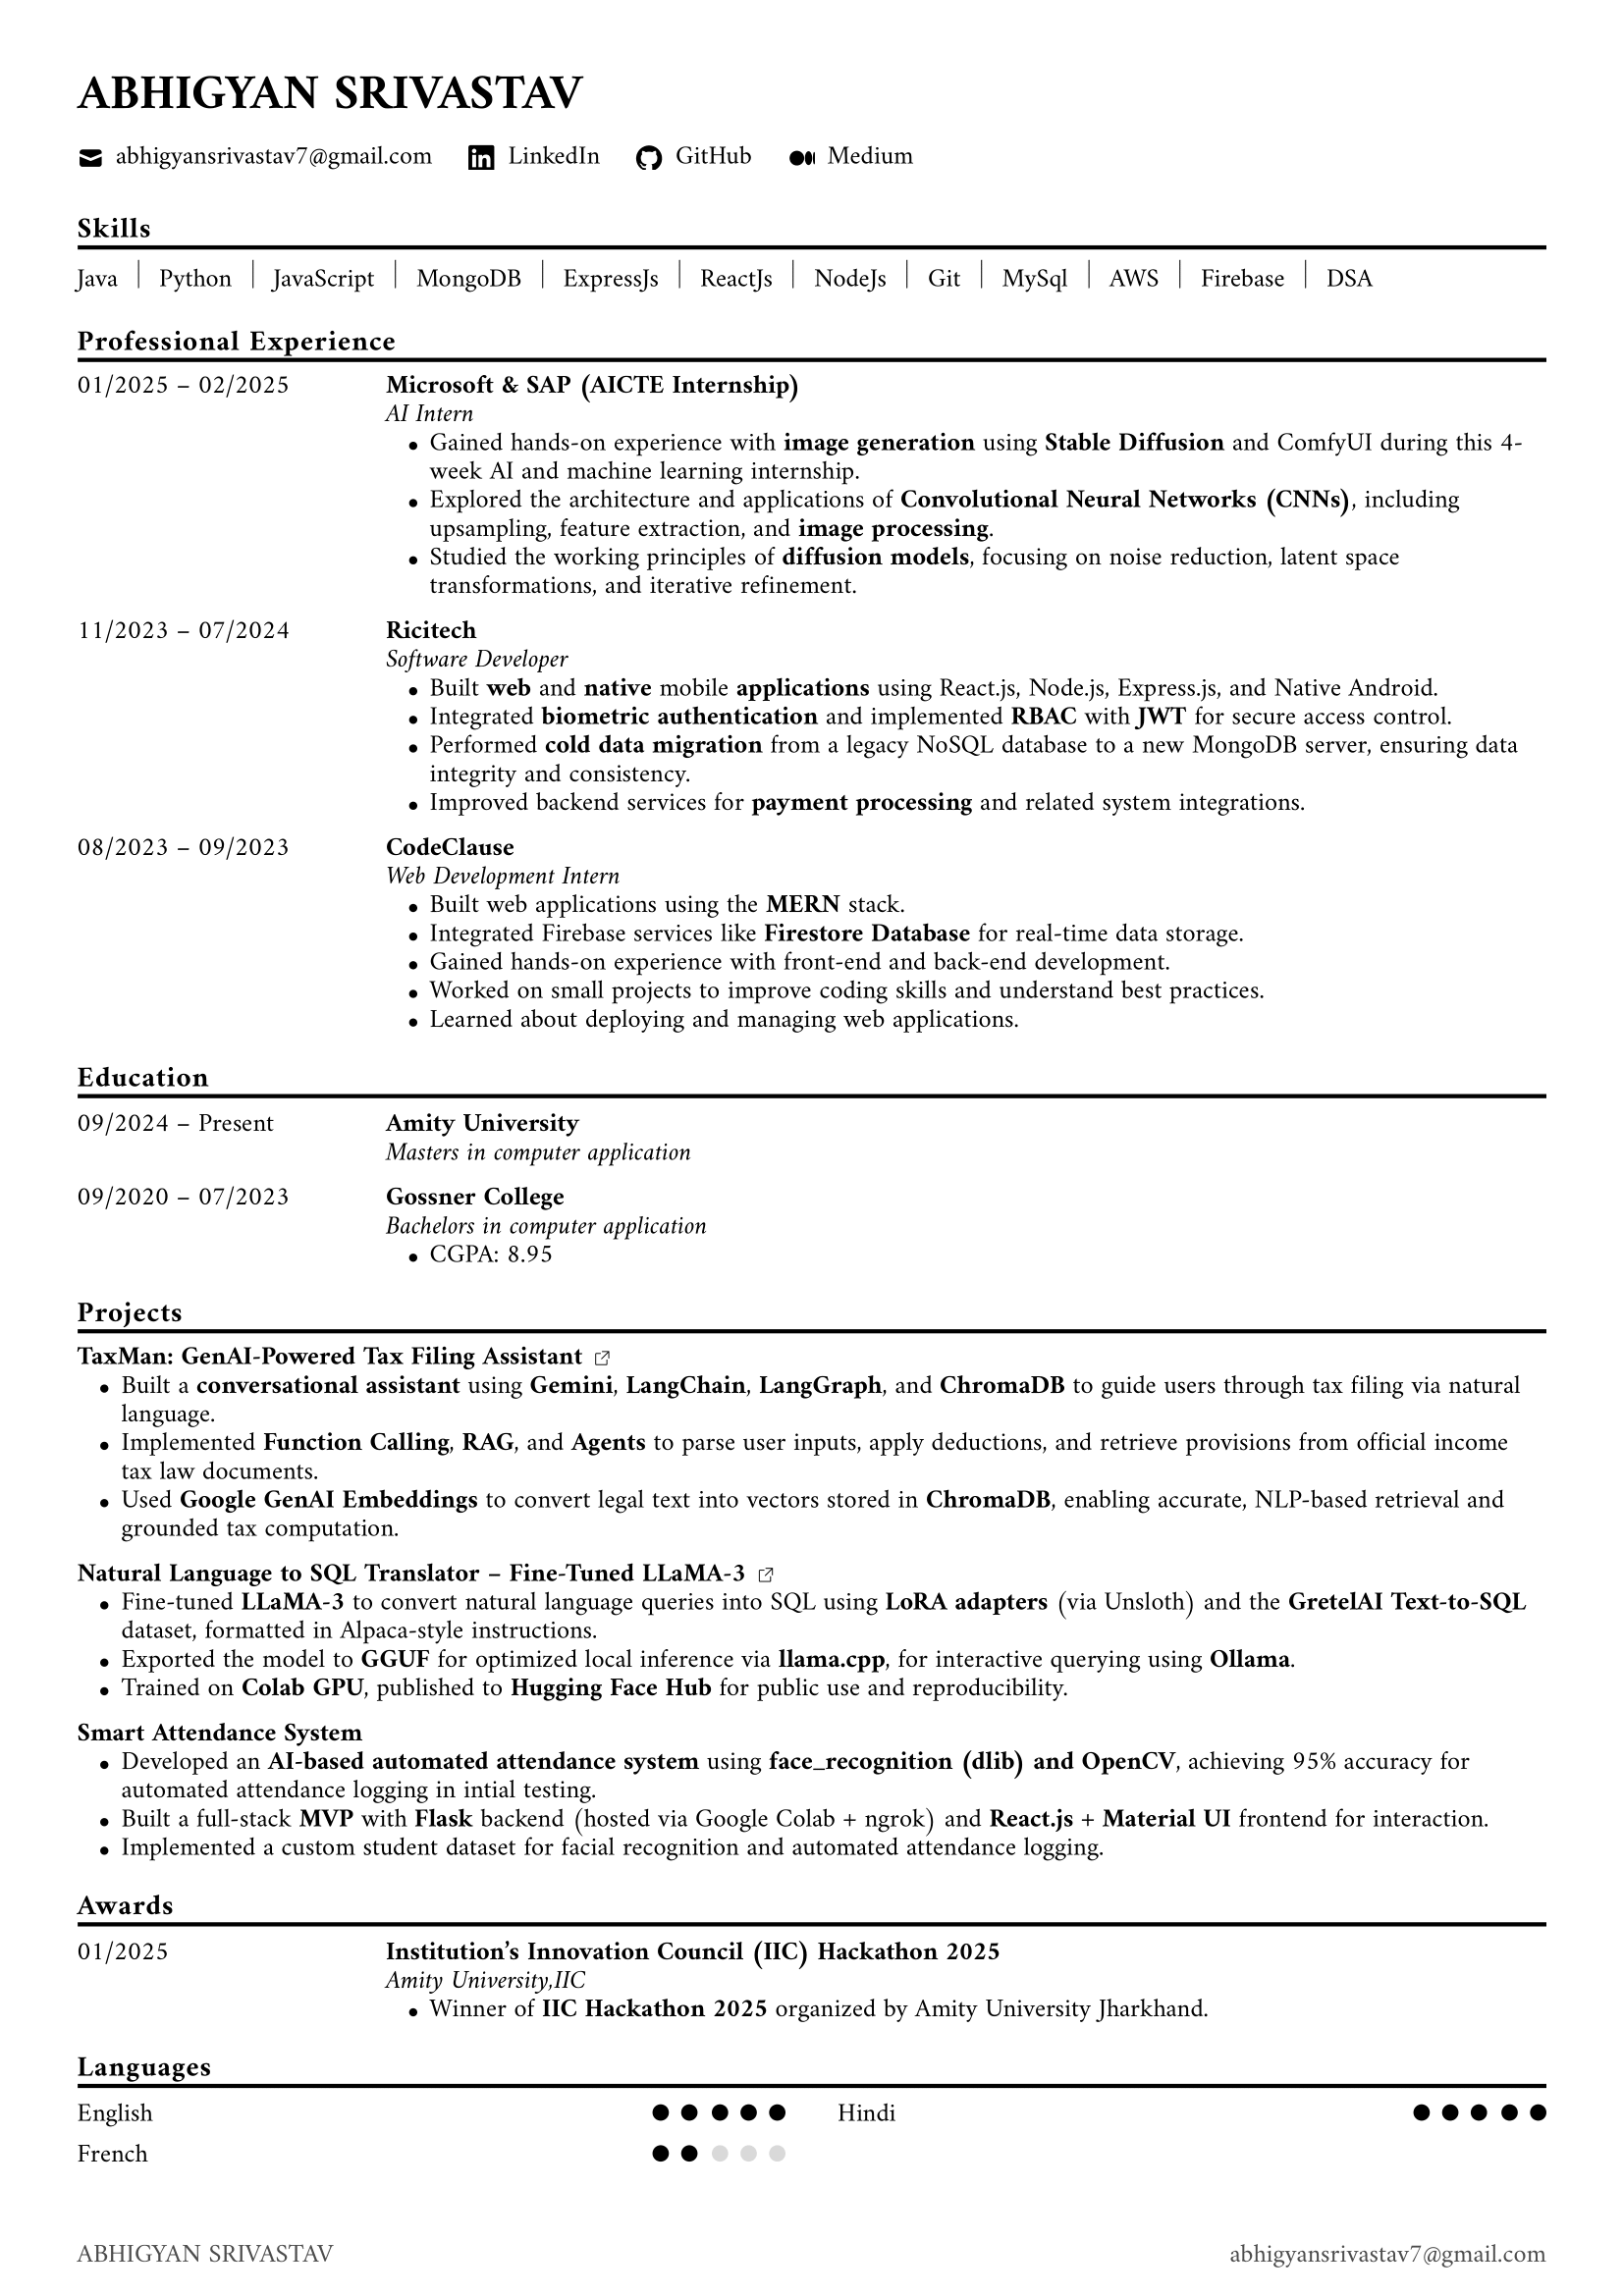 ABHIGYAN SRIVASTAV
abhigyansrivastav7@gmail.com LinkedIn GitHub Medium
Skills
Java | Python | JavaScript | MongoDB | ExpressJs | ReactJs | NodeJs | Git | MySql | AWS | Firebase | DSA
Professional Experience
01/2025 – 02/2025 Microsoft & SAP (AICTE Internship)
AI Intern
• Gained hands-on experience with image generation using Stable Diffusion and ComfyUI during this 4-
week AI and machine learning internship.
• Explored the architecture and applications of Convolutional Neural Networks (CNNs), including
upsampling, feature extraction, and image processing.
• Studied the working principles of diffusion models, focusing on noise reduction, latent space
transformations, and iterative refinement.
11/2023 – 07/2024 Ricitech
Software Developer
• Built web and native mobile applications using React.js, Node.js, Express.js, and Native Android.
• Integrated biometric authentication and implemented RBAC with JWT for secure access control.
• Performed cold data migration from a legacy NoSQL database to a new MongoDB server, ensuring data
integrity and consistency.
• Improved backend services for payment processing and related system integrations.
08/2023 – 09/2023 CodeClause
Web Development Intern
• Built web applications using the MERN stack.
• Integrated Firebase services like Firestore Database for real-time data storage.
• Gained hands-on experience with front-end and back-end development.
• Worked on small projects to improve coding skills and understand best practices.
• Learned about deploying and managing web applications.
Education
09/2024 – Present Amity University
Masters in computer application
09/2020 – 07/2023 Gossner College
Bachelors in computer application
• CGPA: 8.95
Projects
TaxMan: GenAI-Powered Tax Filing Assistant
• Built a conversational assistant using Gemini, LangChain, LangGraph, and ChromaDB to guide users through tax filing via natural
language.
• Implemented Function Calling, RAG, and Agents to parse user inputs, apply deductions, and retrieve provisions from official income
tax law documents.
• Used Google GenAI Embeddings to convert legal text into vectors stored in ChromaDB, enabling accurate, NLP-based retrieval and
grounded tax computation.
Natural Language to SQL Translator – Fine-Tuned LLaMA-3
• Fine-tuned LLaMA-3 to convert natural language queries into SQL using LoRA adapters (via Unsloth) and the GretelAI Text-to-SQL
dataset, formatted in Alpaca-style instructions.
• Exported the model to GGUF for optimized local inference via llama.cpp, for interactive querying using Ollama.
• Trained on Colab GPU, published to Hugging Face Hub for public use and reproducibility.
Smart Attendance System
• Developed an AI-based automated attendance system using face_recognition (dlib) and OpenCV, achieving 95% accuracy for
automated attendance logging in intial testing.
• Built a full-stack MVP with Flask backend (hosted via Google Colab + ngrok) and React.js + Material UI frontend for interaction.
• Implemented a custom student dataset for facial recognition and automated attendance logging.
Awards
01/2025 Institution’s Innovation Council (IIC) Hackathon 2025
Amity University,IIC
• Winner of IIC Hackathon 2025 organized by Amity University Jharkhand.
Languages
English Hindi
French
ABHIGYAN SRIVASTAV abhigyansrivastav7@gmail.com